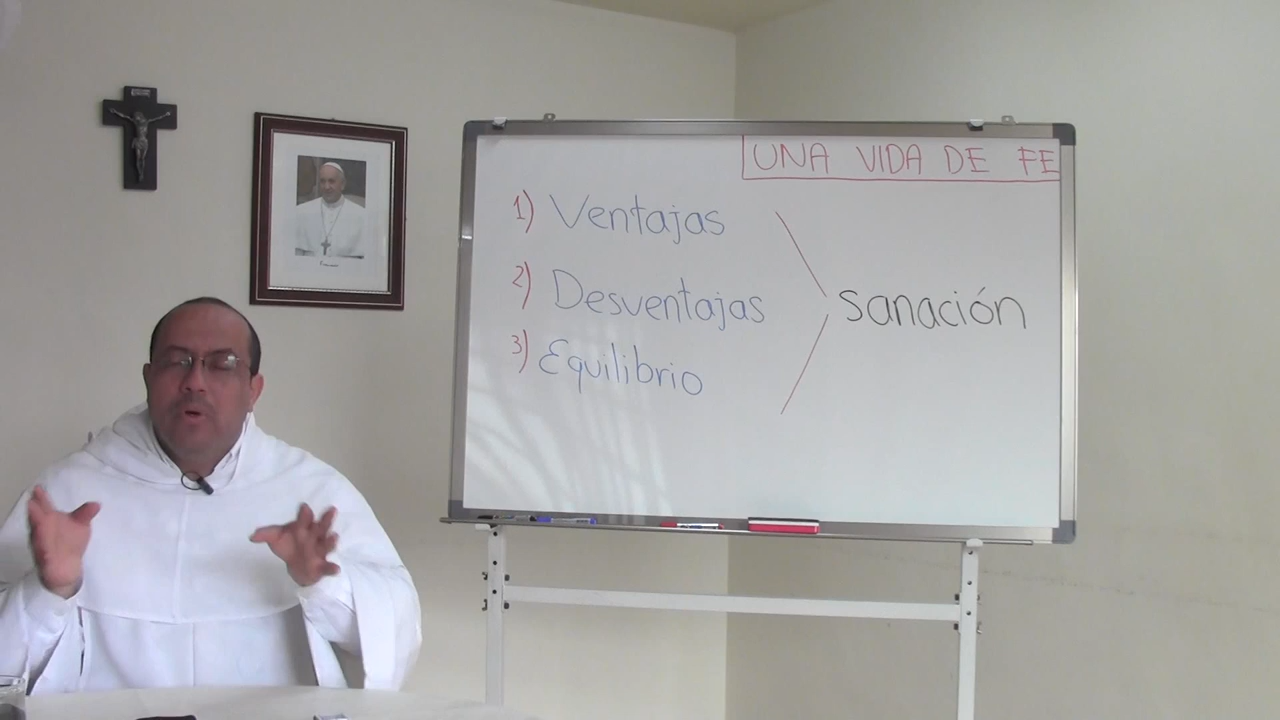 UNA VIDA DE FE
1) Ventajas
2) Desventajas
3) Equilibrio
sanación